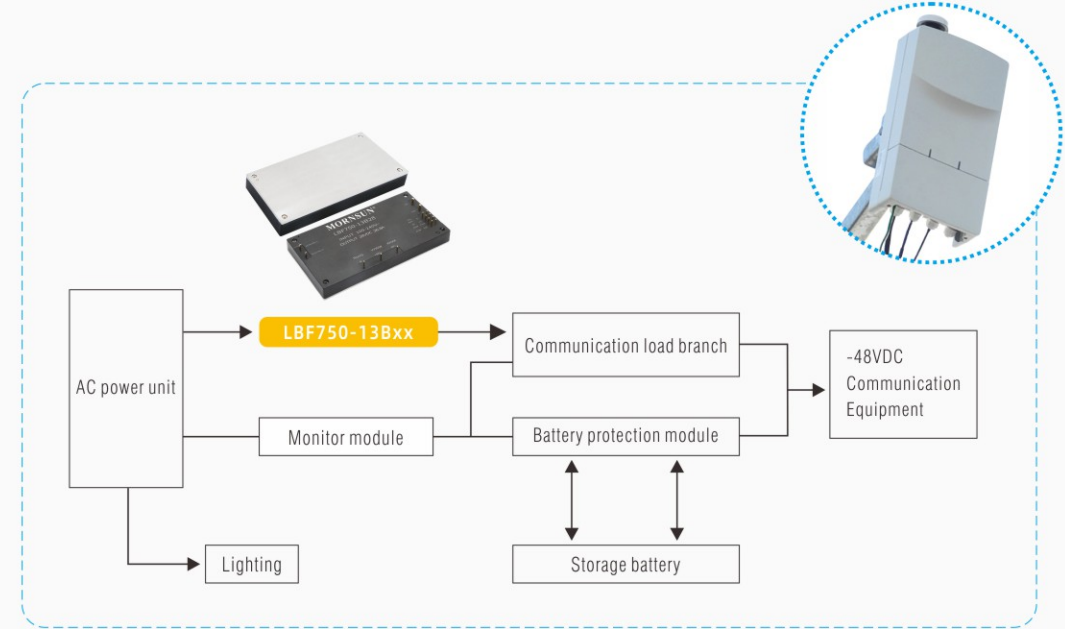 MORNSUN
LBF750-13Bxx
Communication load branch
-48VDC
Communication
Equipment
AC power unit
Monitor module
Battery protection module
Lighting
Storage battery